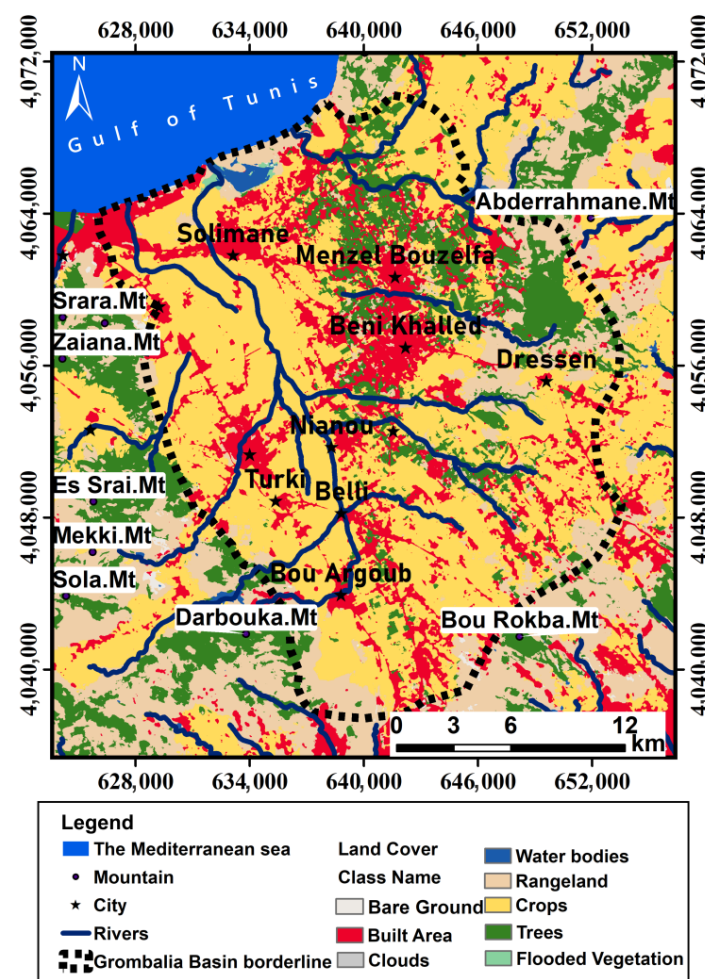 628,000 634,000 640,000 646,000 652,000
4,072,000
4,072,000
N
Gulf of Tunis
4,064,000
Abderrahmane.Mt
4,064,000
Solimane
Menzel Bouzelfa
Srara.Mt
Beni Khalled
Zaiana.Mt
4,056,000
Dressen
4,056,000
Nianou
Es Srai.Mt
Turki
Belli
4,048,000
4,048,000
Mekki.Mt
Bou Argoub
Sola.Mt
Darbouka.Mt
Bou Rokba.Mt
4,040,000
4,040,000
0 3 6 12
km
628,000 634,000 640,000 646,000 652,000
Legend
The Mediterranean sea
Mountain
City
Rivers
Grombalia Basin borderline
Land Cover
Class Name
Bare Ground
Built Area
Clouds
Water bodies
Rangeland
Crops
Trees
Flooded Vegetation